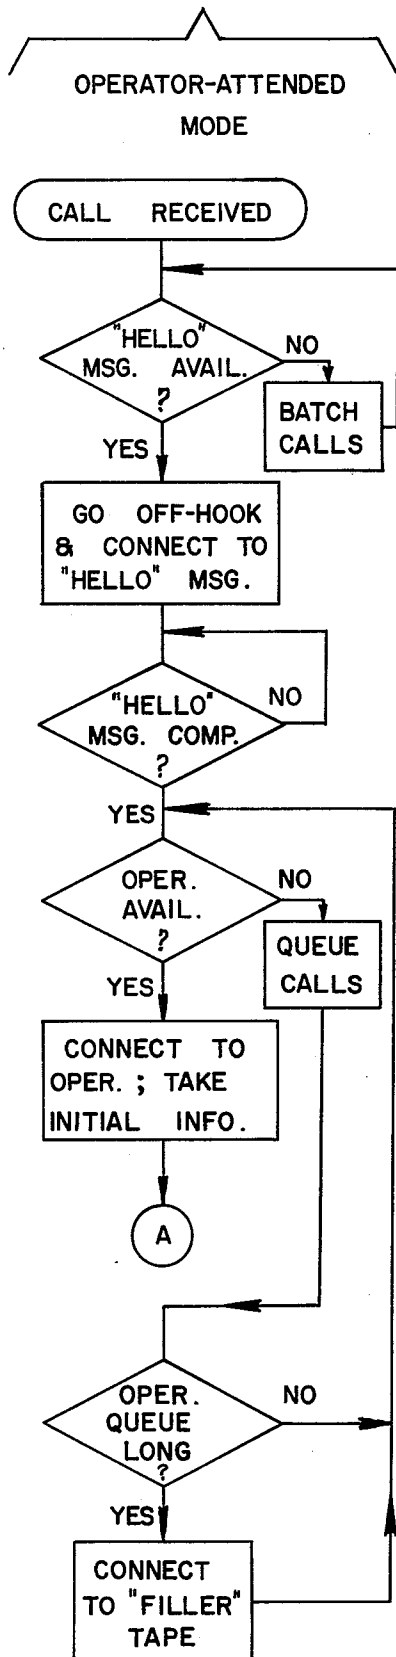 OPERATOR-ATTENDED
MODE
CALL RECEIVED
"HELLO"
MSG. AVAIL.
?
NO
BATCH
CALLS
YES
GO OFF-HOOK
& CONNECT TO
"HELLO" MSG.
"HELLO"
MSG. COMP.
?
NO
YES
OPER.
AVAIL.
?
NO
QUEUE
CALLS
YES
CONNECT TO
OPER. ; TAKE
INITIAL INFO.
A
OPER.
QUEUE
LONG
?
NO
YES
CONNECT
TO "FILLER"
TAPE